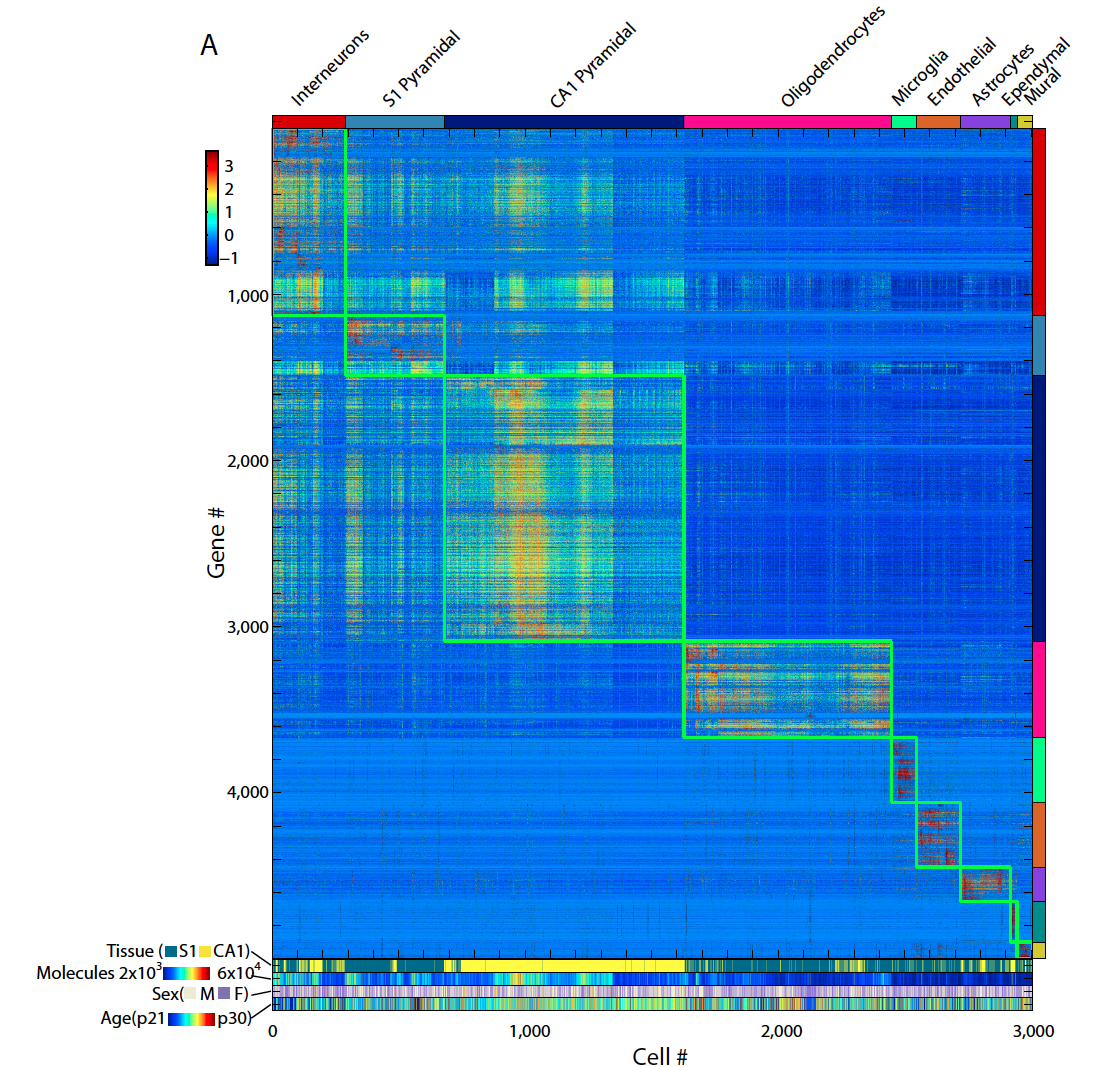 A
Interneurons
S1 Pyramidal
CA1 Pyramidal
Oligodendrocytes
Microglia
Endothelial
Astrocytes
Ependymal
Mural
3
2
1
0
−1
Gene #
1,000
2,000
3,000
4,000
Tissue (S1 CA1)
Molecules 2x10³ 6x10⁴
Sex( M F)
Age(p21 p30)
0 1,000 2,000 3,000
Cell #